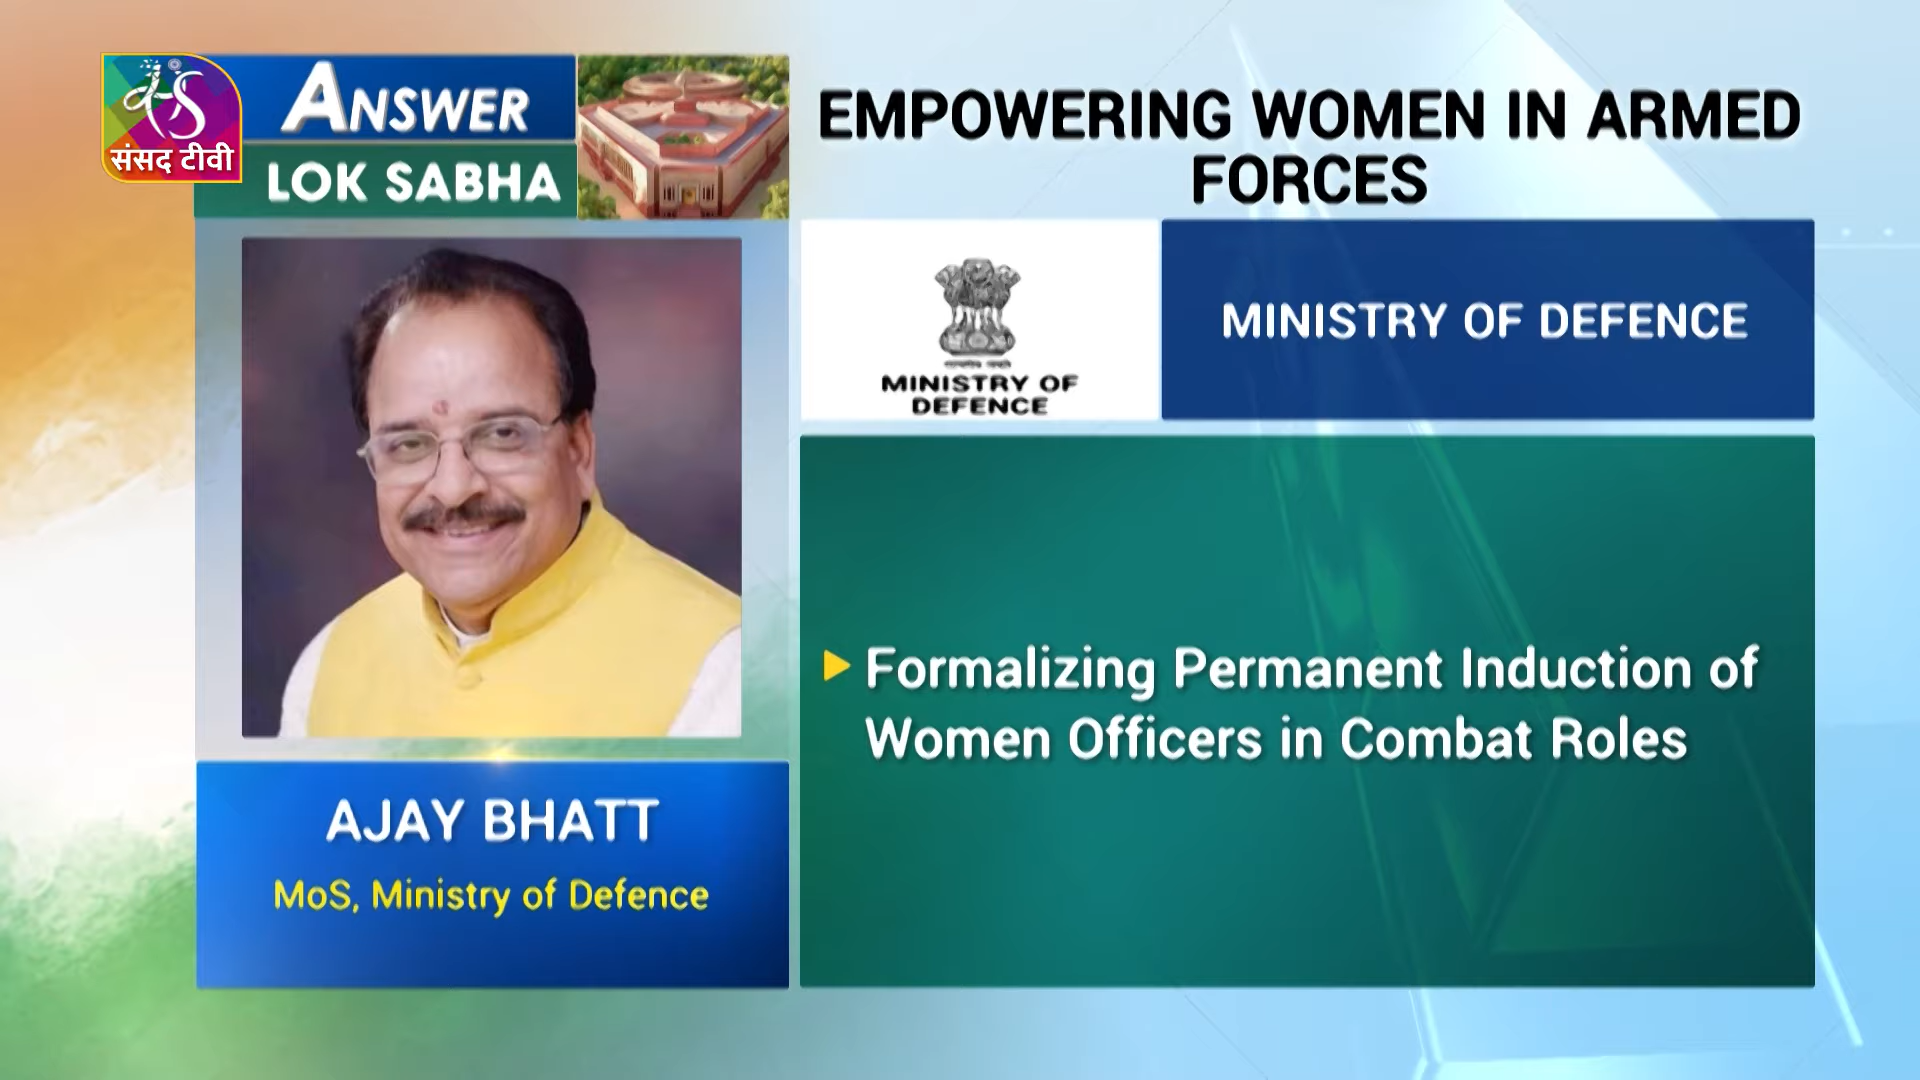 संसद टीवी
ANSWER
LOK SABHA
EMPOWERING WOMEN IN ARMED
FORCES
MINISTRY OF
DEFENCE
MINISTRY OF DEFENCE
Formalizing Permanent Induction of
Women Officers in Combat Roles
AJAY BHATT
MoS, Ministry of Defence